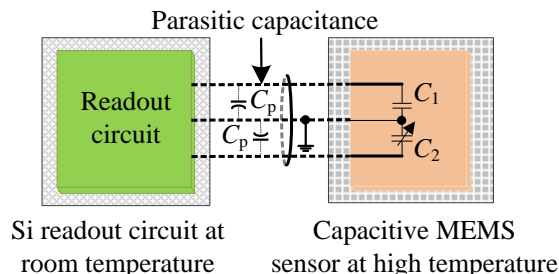 Parasitic capacitance
Readout
circuit
Cp
Cp
C1
C2
Si readout circuit at
room temperature
Capacitive MEMS
sensor at high temperature